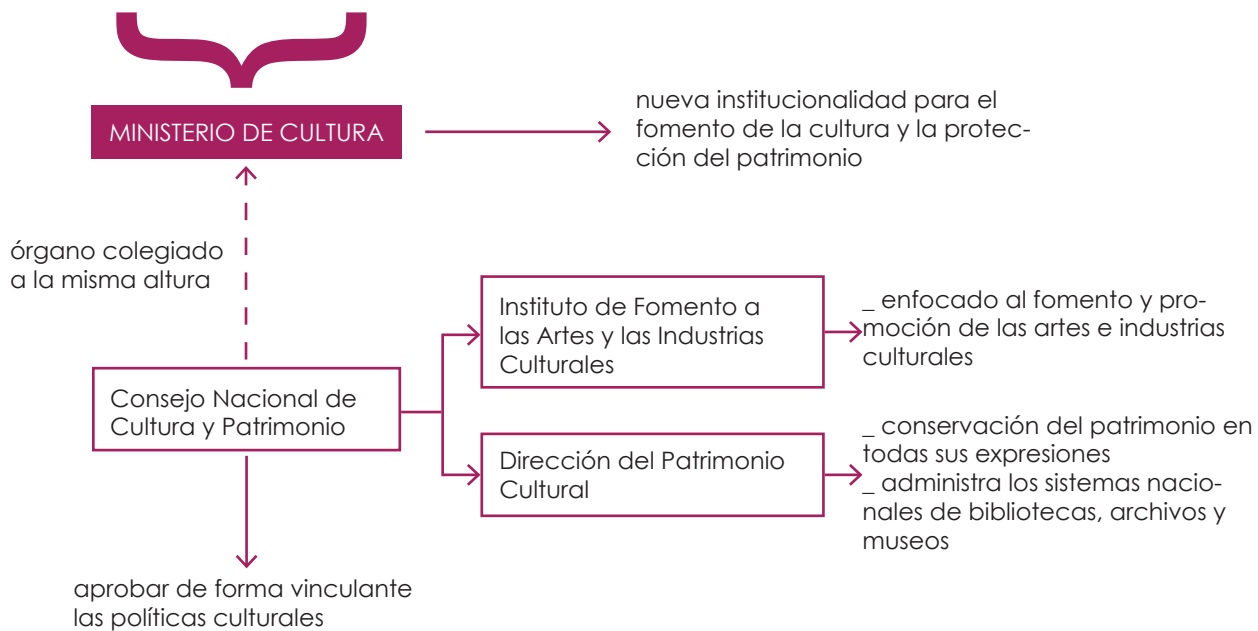 MINISTERIO DE CULTURA
nueva institucionalidad para el
fomento de la cultura y la protec-
ción del patrimonio
órgano colegiado
a la misma altura
Consejo Nacional de
Cultura y Patrimonio
Instituto de Fomento a
las Artes y las Industrias
Culturales
_ enfocado al fomento y pro-
moción de las artes e industrias
culturales
Dirección del Patrimonio
Cultural
_ conservación del patrimonio en
todas sus expresiones
_ administra los sistemas nacio-
nales de bibliotecas, archivos y
museos
aprobar de forma vinculante
las políticas culturales